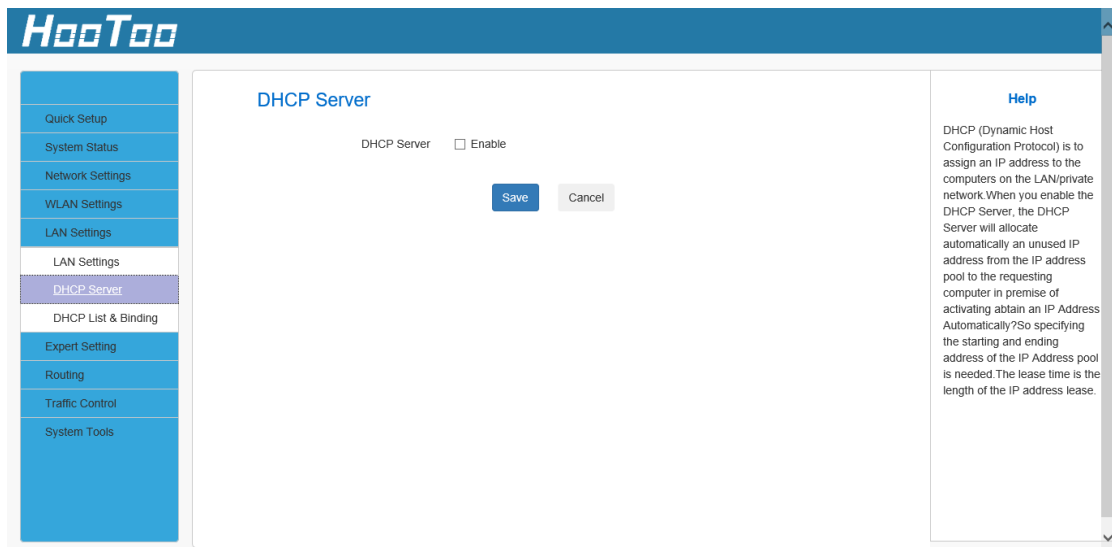 HooToo
Quick Setup
System Status
Network Settings
WLAN Settings
LAN Settings
LAN Settings
DHCP Server
DHCP List & Binding
Expert Setting
Routing
Traffic Control
System Tools
DHCP Server
DHCP Server Enable
Save Cancel
Help
DHCP (Dynamic Host
Configuration Protocol) is to
assign an IP address to the
computers on the LAN/private
network.When you enable the
DHCP Server, the DHCP
Server will allocate
automatically an unused IP
address from the IP address
pool to the requesting
computer in premise of
activating abtain an IP Address
Automatically?So specifying
the starting and ending
address of the IP Address pool
is needed.The lease time is the
length of the IP address lease.